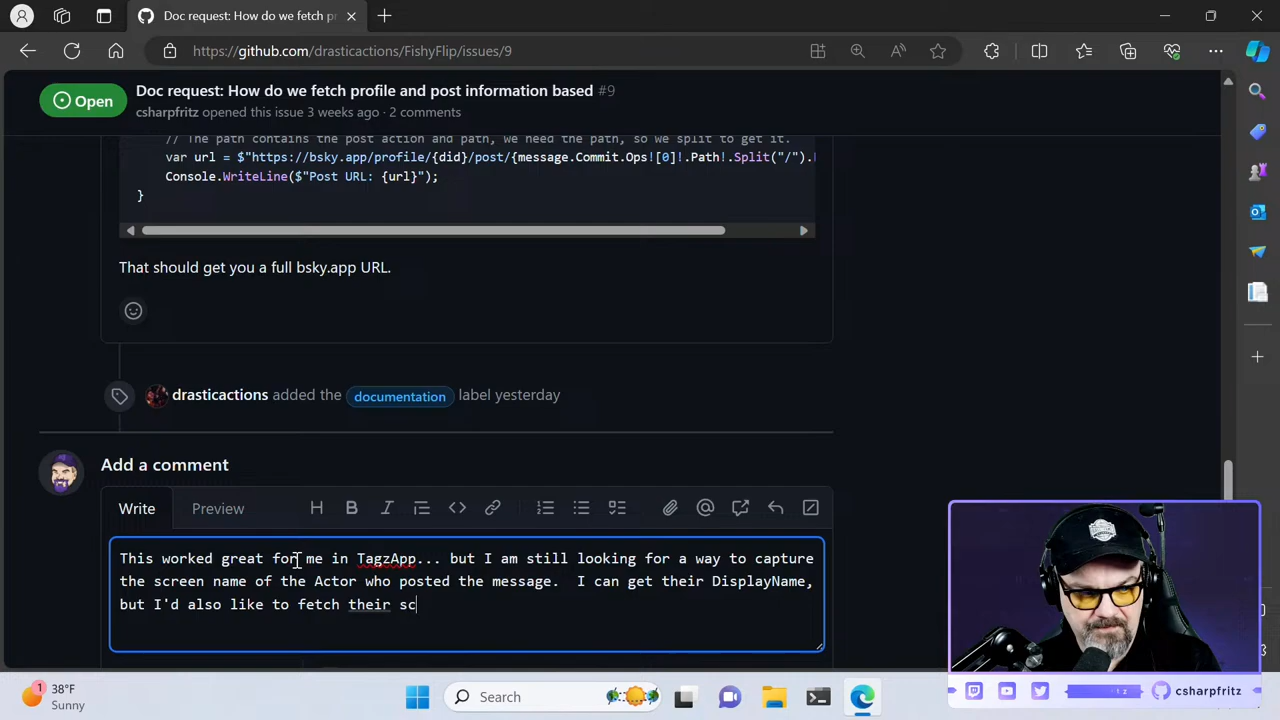 Doc request: How do we fetch pr
https://github.com/drasticactions/FishyFlip/issues/9
Open
Doc request: How do we fetch profile and post information based #9
csharpfritz opened this issue 3 weeks ago · 2 comments
// The path contains the post action and path, we need the path, so we split to get it.
var url = $"https://bsky.app/profile/{did}/post/{message.Commit.Ops![0]!.Path!.Split("/").
Console.WriteLine($"Post URL: {url}");
}
That should get you a full bsky.app URL.
drasticactions added the documentation label yesterday
Add a comment
Write
Preview
This worked great for me in TagzApp... but I am still looking for a way to capture
the screen name of the Actor who posted the message.  I can get their DisplayName,
but I'd also like to fetch their sc
csharpfritz
1
38°F
Sunny
Search